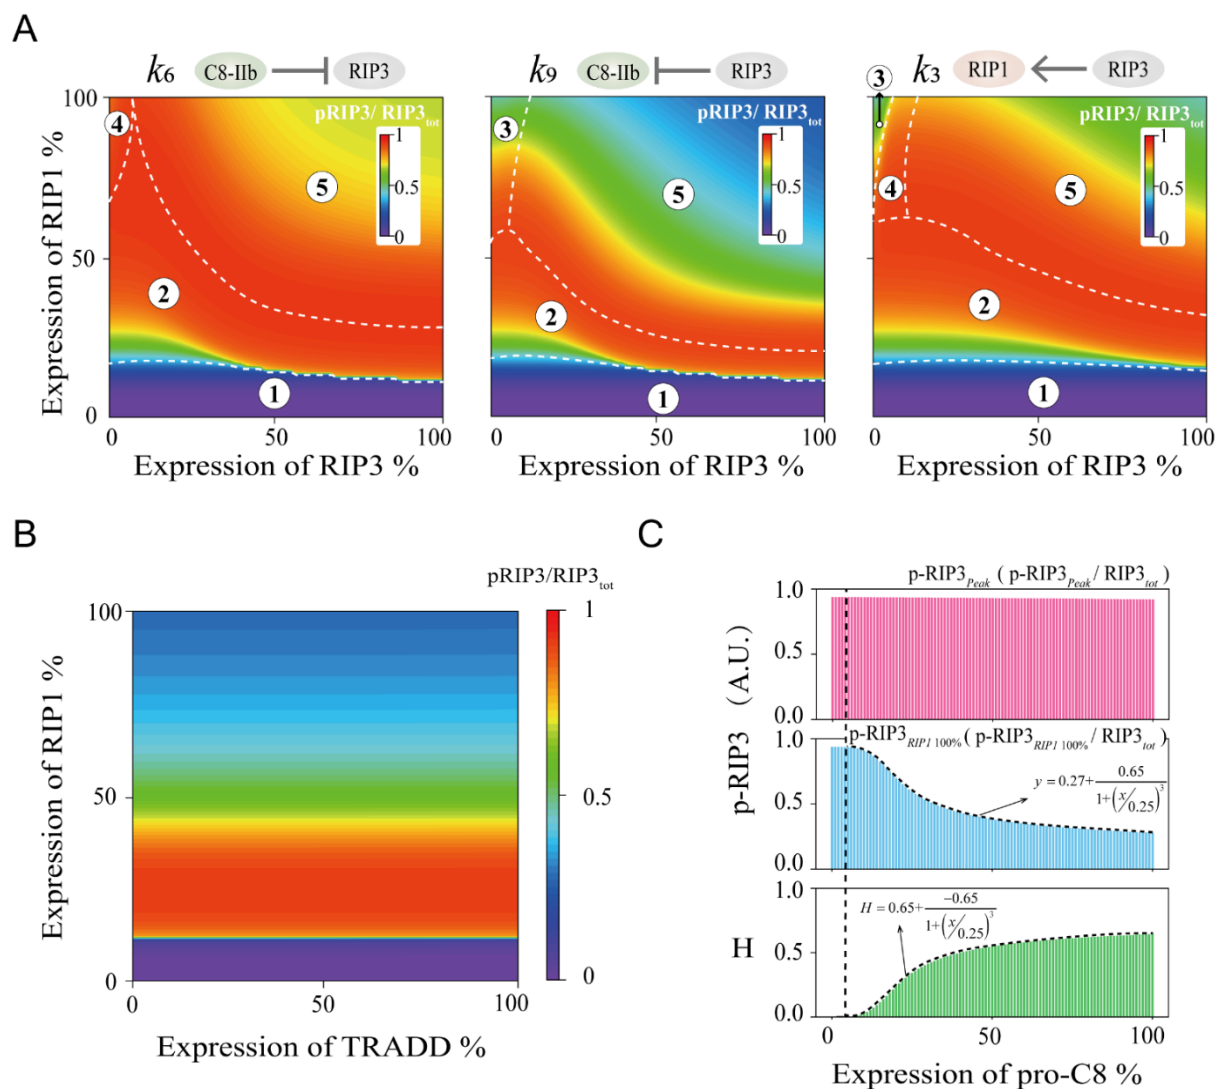 A
k6 C8-IIb RIP3
k9 C8-IIb RIP3
k3 RIP1 RIP3
Expression of RIP1 %
100
50
0
pRIP3/ RIP3tot
1
0.5
0
4
5
2
1
0 50 100
Expression of RIP3 %
pRIP3/ RIP3tot
1
0.5
0
3
5
2
1
0 50 100
Expression of RIP3 %
3
pRIP3/ RIP3tot
1
0.5
0
4
5
2
1
0 50 100
Expression of RIP3 %
B
pRIP3/RIP3tot
Expression of RIP1 %
100
50
0
1
0.5
0
0 50 100
Expression of TRADD %
C
p-RIP3Peak ( p-RIP3Peak / RIP3tot )
p-RIP3 (A.U.)
1.0
0.5
0.0
p-RIP3RIP1 100% ( p-RIP3RIP1 100% / RIP3tot )
1.0
0.5
0.0
y = 0.27+ 0.65 / 1+(x/0.25)^3
H
1.0
0.5
0.0
H = 0.65+ -0.65 / 1+(x/0.25)^3
0 50 100
Expression of pro-C8 %